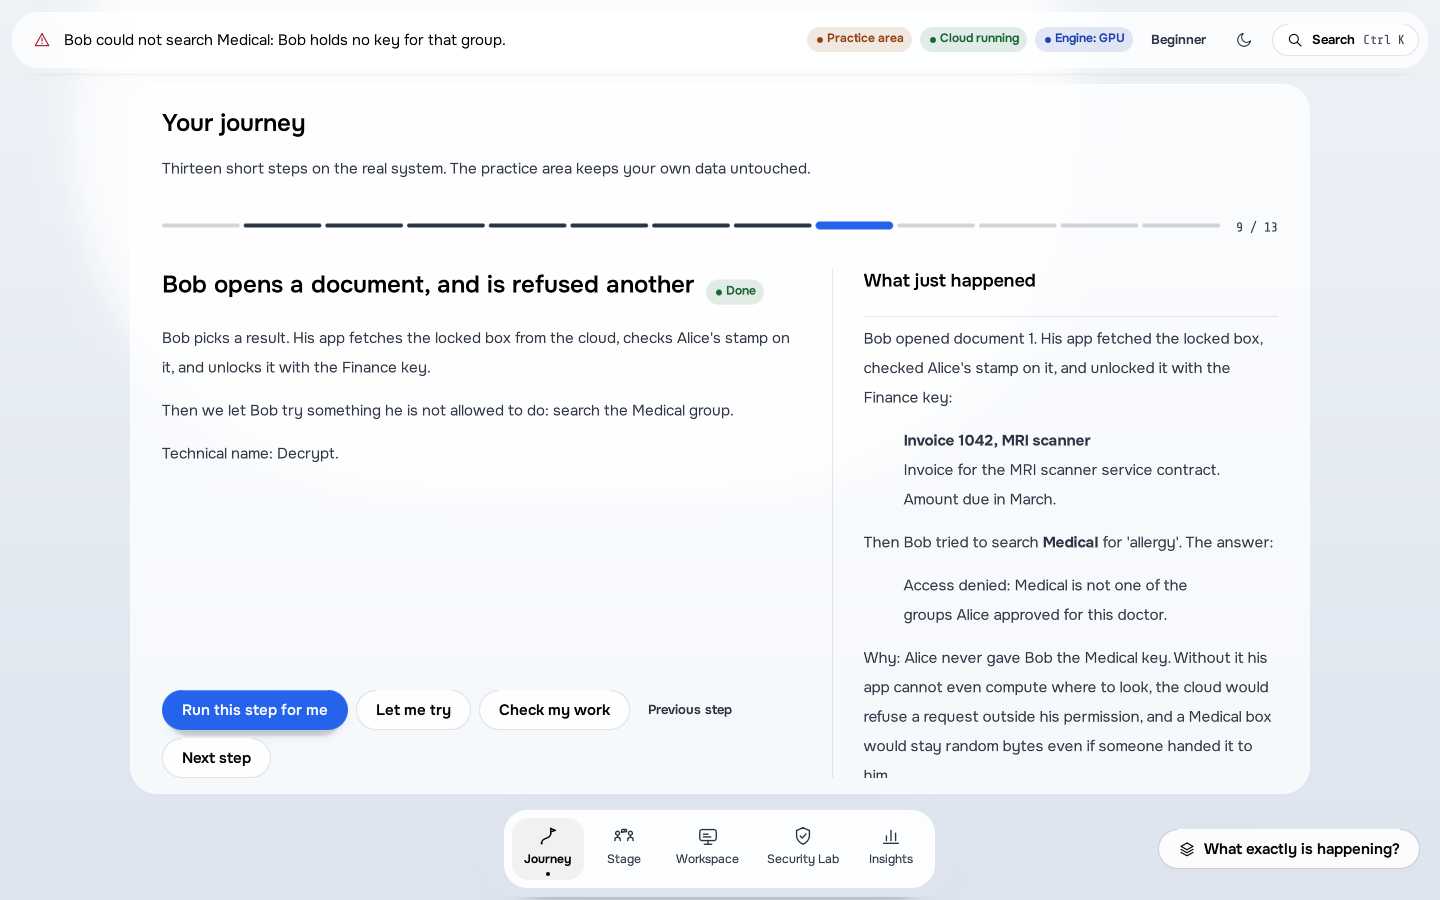 Bob could not search Medical: Bob holds no key for that group.
Practice area
Cloud running
Engine: GPU
Beginner
Search Ctrl K
Your journey
Thirteen short steps on the real system. The practice area keeps your own data untouched.
9 / 13
Bob opens a document, and is refused another
Done
Bob picks a result. His app fetches the locked box from the cloud, checks Alice's stamp on
it, and unlocks it with the Finance key.
Then we let Bob try something he is not allowed to do: search the Medical group.
Technical name: Decrypt.
Run this step for me
Let me try
Check my work
Previous step
Next step
What just happened
Bob opened document 1. His app fetched the locked box,
checked Alice's stamp on it, and unlocked it with the
Finance key:
Invoice 1042, MRI scanner
Invoice for the MRI scanner service contract.
Amount due in March.
Then Bob tried to search Medical for 'allergy'. The answer:
Access denied: Medical is not one of the
groups Alice approved for this doctor.
Why: Alice never gave Bob the Medical key. Without it his
app cannot even compute where to look, the cloud would
refuse a request outside his permission, and a Medical box
would stay random bytes even if someone handed it to
him.
Journey
Stage
Workspace
Security Lab
Insights
What exactly is happening?